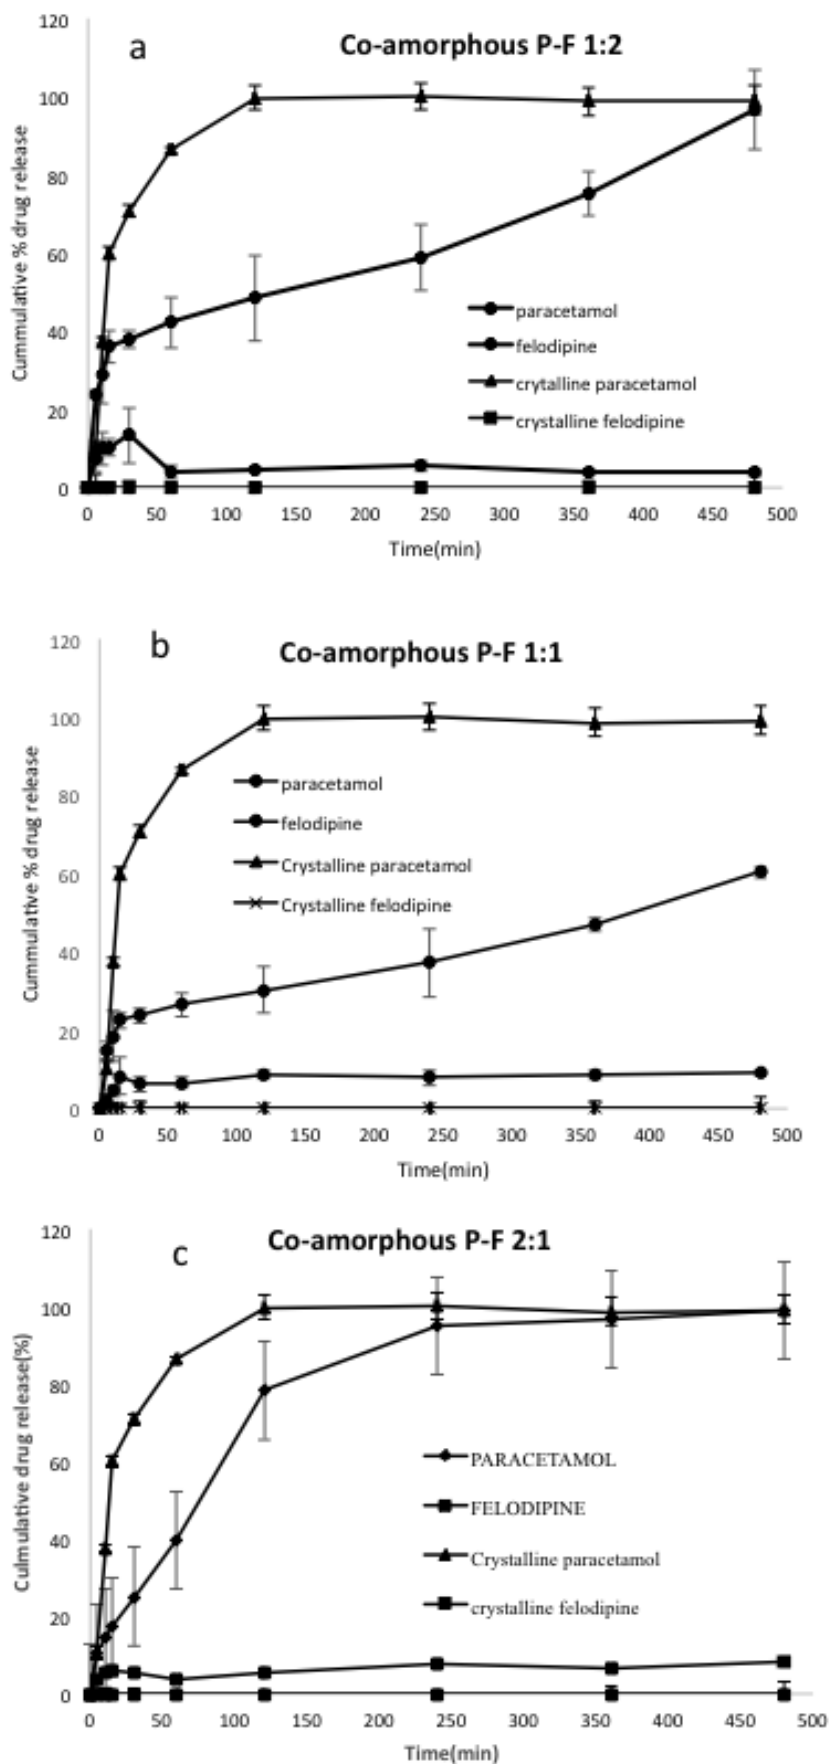 a
Co-amorphous P-F 1:2
Cummulative % drug release
120
100
80
60
40
20
0
paracetamol
felodipine
crytalline paracetamol
crystalline felodipine
0 50 100 150 200 250 300 350 400 450 500
Time(min)
b
Co-amorphous P-F 1:1
Cummulative % drug release
120
100
80
60
40
20
0
paracetamol
felodipine
Crystalline paracetamol
Crystalline felodipine
0 50 100 150 200 250 300 350 400 450 500
Time(min)
c
Co-amorphous P-F 2:1
Culmulative drug release(%)
120
100
80
60
40
20
0
PARACETAMOL
FELODIPINE
Crystalline paracetamol
crystalline felodipine
0 50 100 150 200 250 300 350 400 450 500
Time(min)